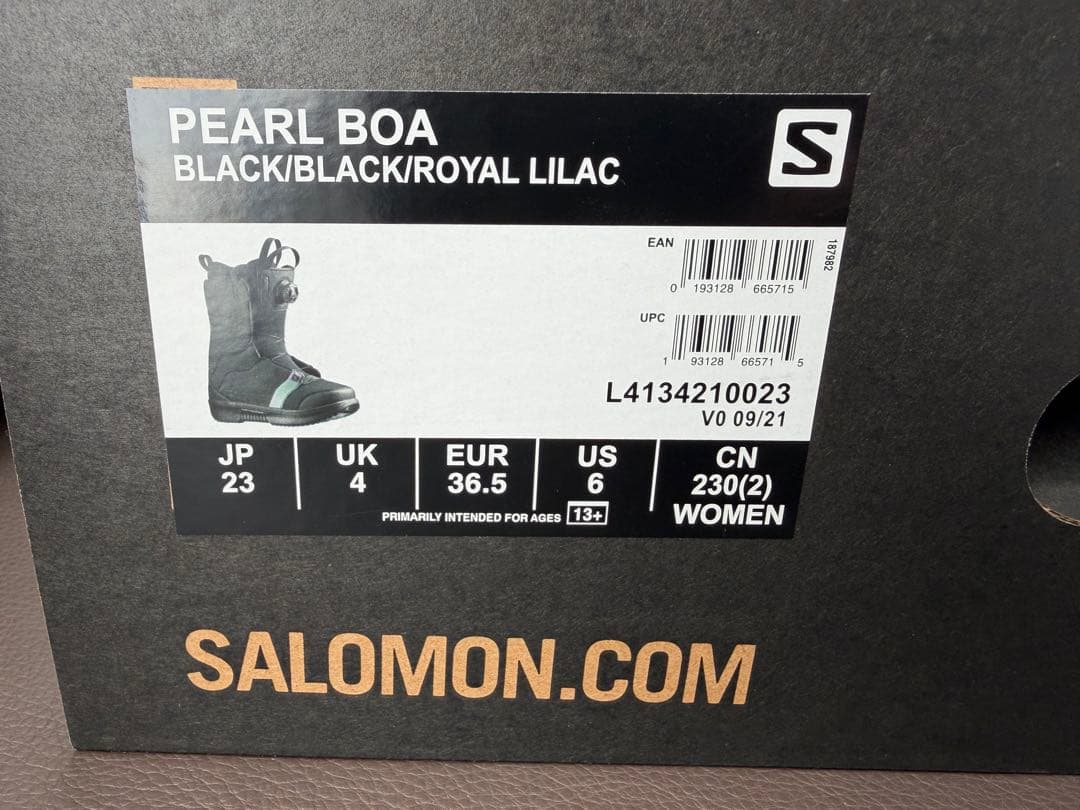 PEARL BOA
BLACK/BLACK/ROYAL LILAC
S
EAN
0 193128 665715
187982
UPC
1 93128 66571 5
L4134210023
V0 09/21
JP UK EUR US CN
23 4 36.5 6 230(2)
PRIMARILY INTENDED FOR AGES 13+ WOMEN
SALOMON.COM